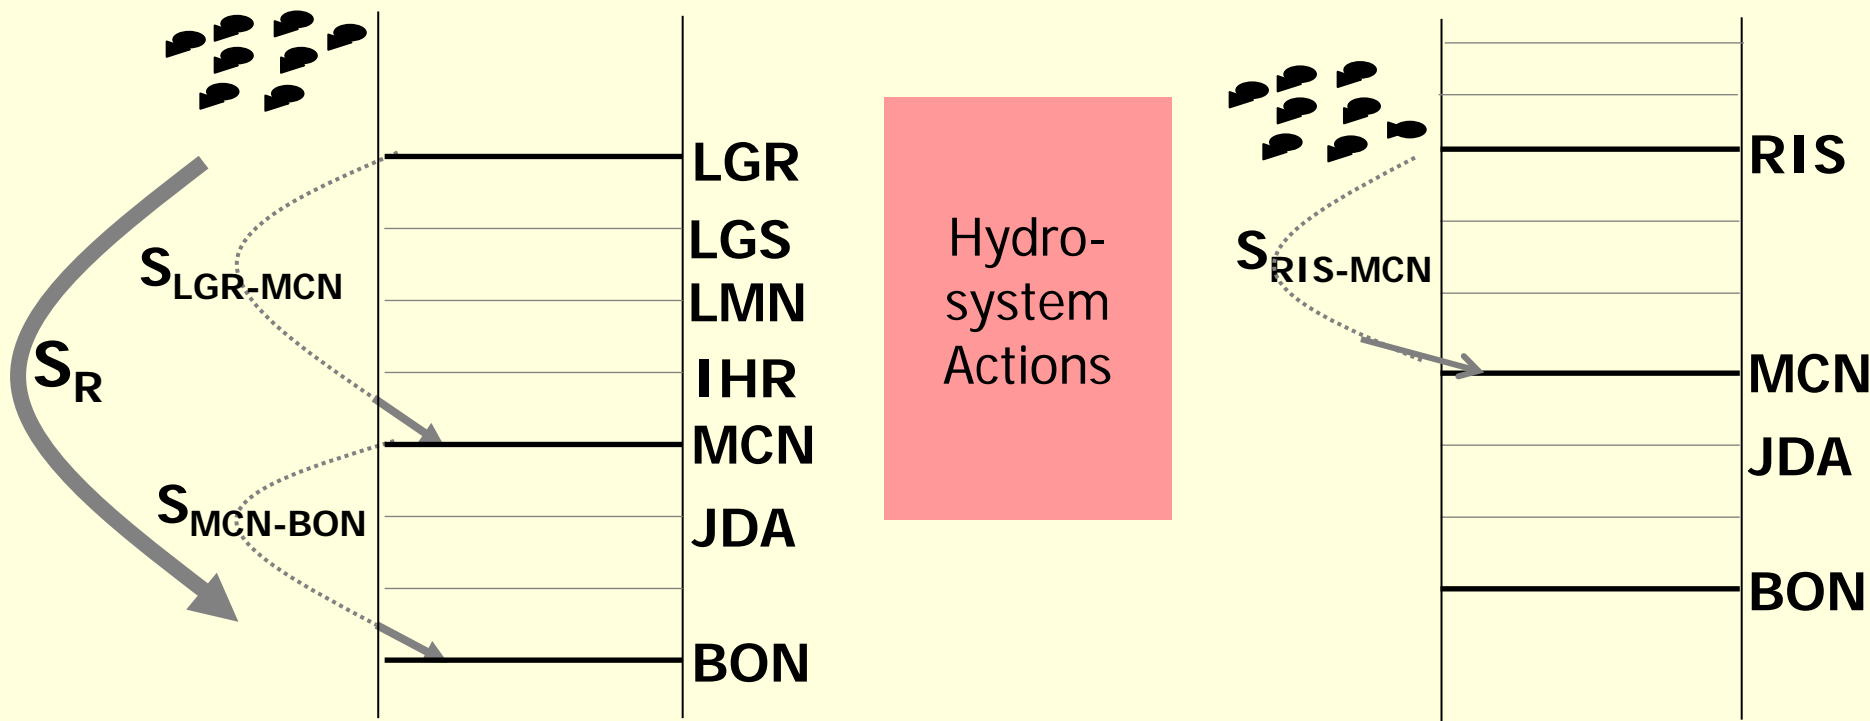 LGR
LGS
S_LGR-MCN
LMN
S_R
IHR
MCN
S_MCN-BON
JDA
BON
Hydro-
system
Actions
RIS
S_RIS-MCN
MCN
JDA
BON